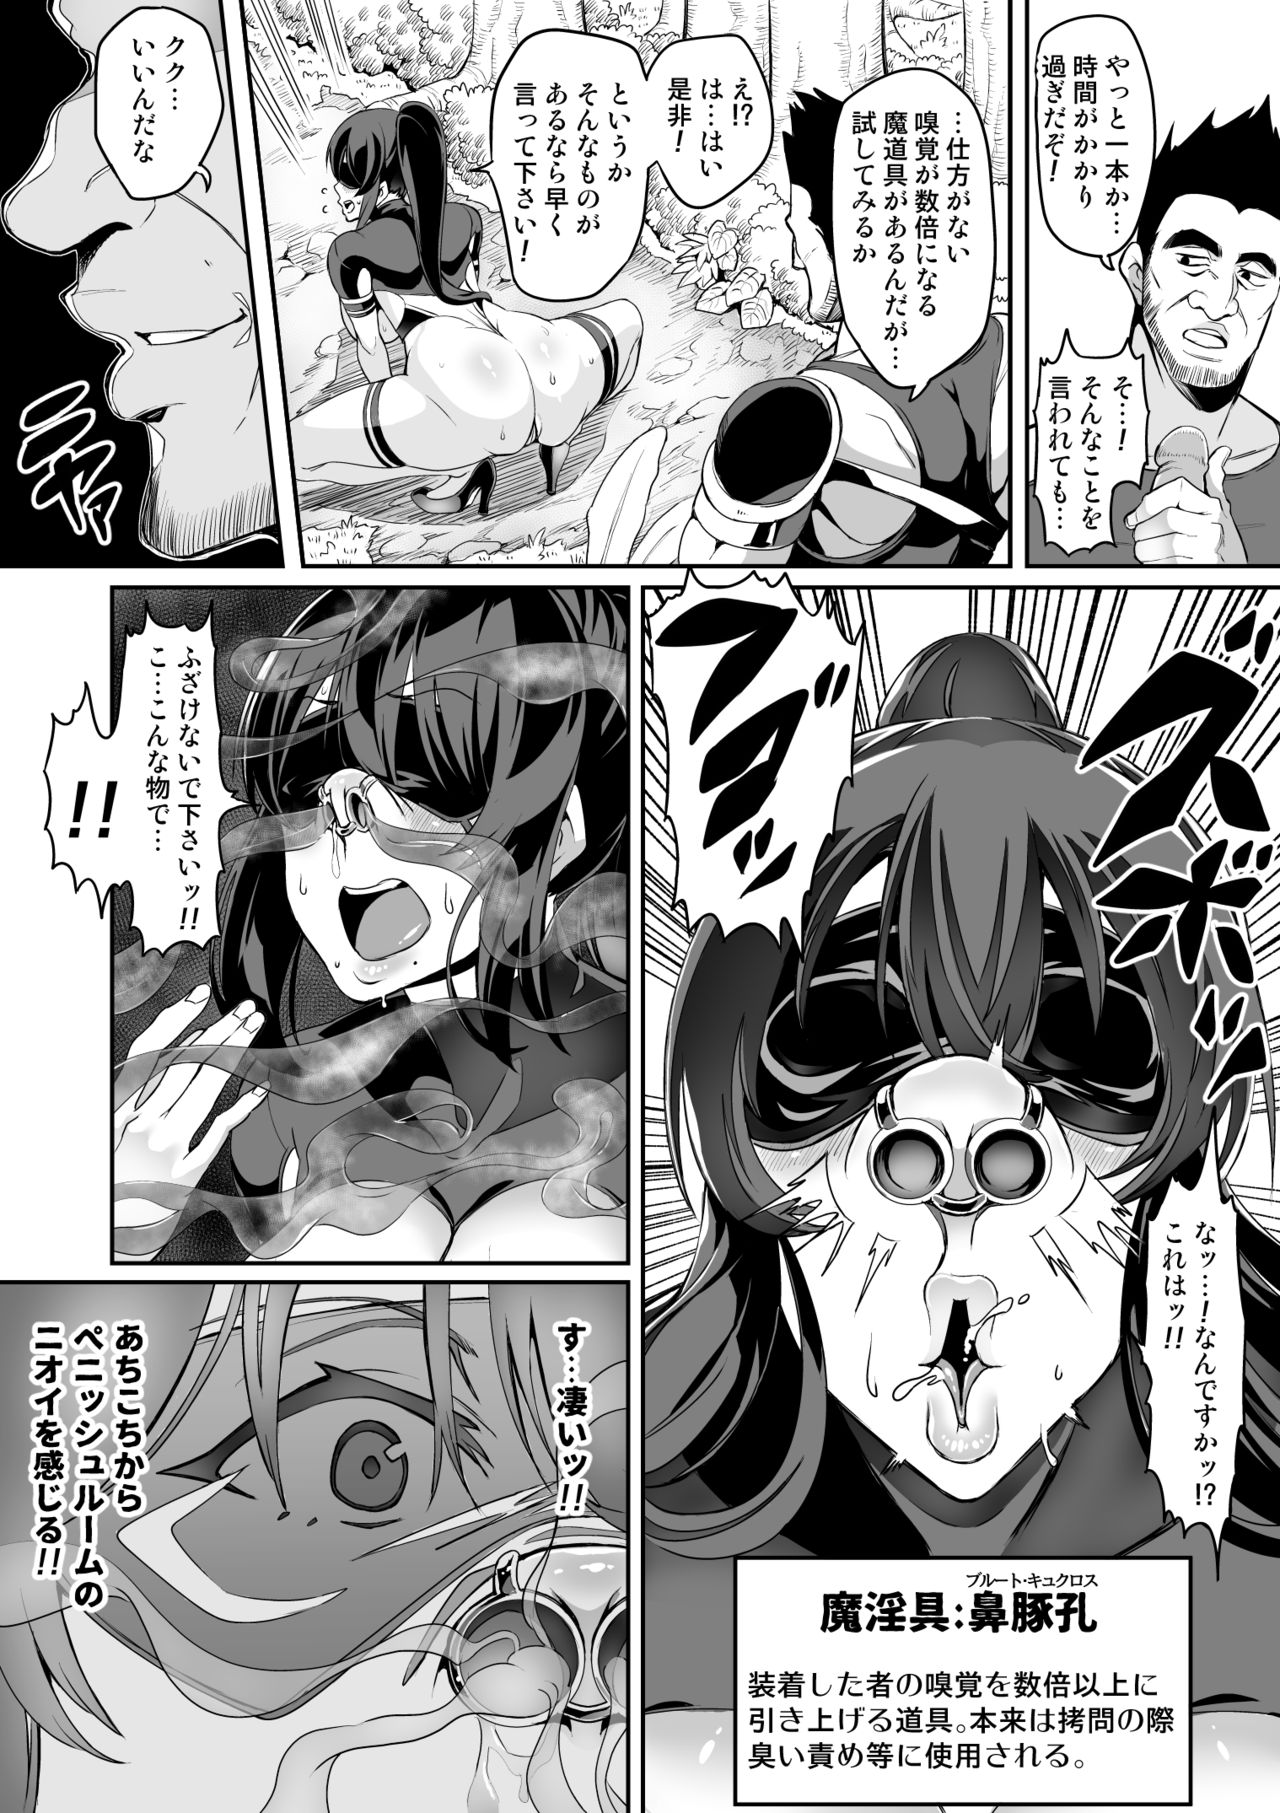 やっと一本か…
時間がかかり
過ぎだぞ！
そ…！
そんなことを
言われても…
…仕方がない
嗅覚が数倍になる
魔道具があるんだが…
試してみるか
え!?
は…はい
是非！
というか
そんなものが
あるなら早く
言って下さい！
クク…
いいんだな
ニヤァ
ズボッ
フゴッ
なッ…！なんですかッ!?
これはッ!!
ブルート・キュクロス
魔淫具：鼻豚孔
装着した者の嗅覚を数倍以上に
引き上げる道具。本来は拷問の際
臭い責め等に使用される。
ふざけないで下さいッ!!
こ…こんな物で…
!!
す…凄いッ!!
あちこちから
ペニッシュルームの
ニオイを感じる!!